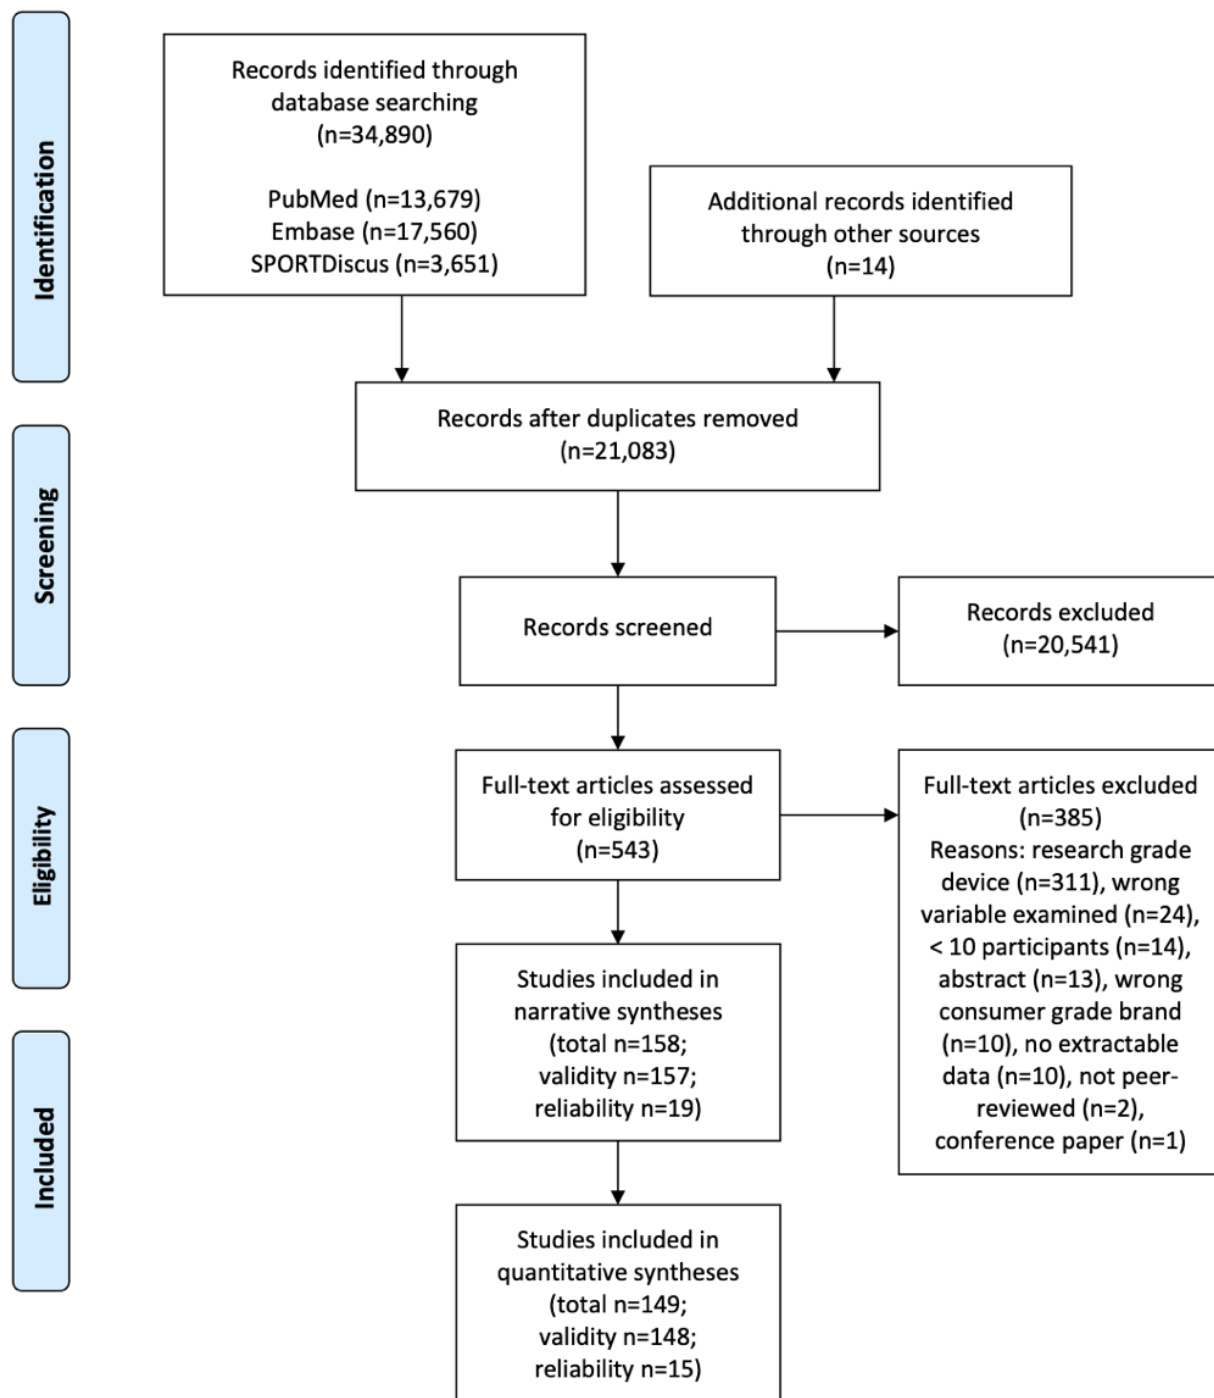 Identification
Records identified through
database searching
(n=34,890)
PubMed (n=13,679)
Embase (n=17,560)
SPORTDiscus (n=3,651)
Additional records identified
through other sources
(n=14)
Records after duplicates removed
(n=21,083)
Screening
Records screened
Records excluded
(n=20,541)
Eligibility
Full-text articles assessed
for eligibility
(n=543)
Full-text articles excluded
(n=385)
Reasons: research grade
device (n=311), wrong
variable examined (n=24),
< 10 participants (n=14),
abstract (n=13), wrong
consumer grade brand
(n=10), no extractable
data (n=10), not peer-
reviewed (n=2),
conference paper (n=1)
Studies included in
narrative syntheses
(total n=158;
validity n=157;
reliability n=19)
Included
Studies included in
quantitative syntheses
(total n=149;
validity n=148;
reliability n=15)